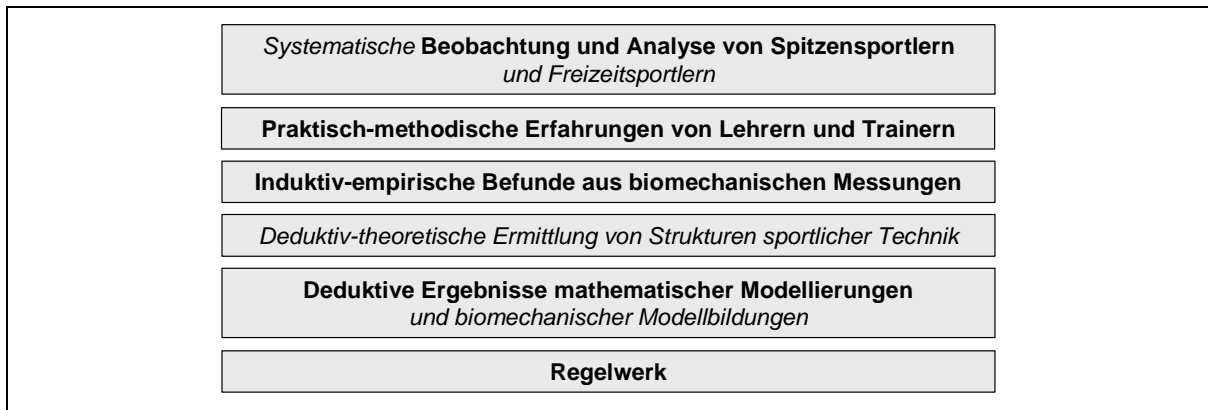 Systematische Beobachtung und Analyse von Spitzensportlern
und Freizeitsportlern
Praktisch-methodische Erfahrungen von Lehrern und Trainern
Induktiv-empirische Befunde aus biomechanischen Messungen
Deduktiv-theoretische Ermittlung von Strukturen sportlicher Technik
Deduktive Ergebnisse mathematischer Modellierungen
und biomechanischer Modellbildungen
Regelwerk